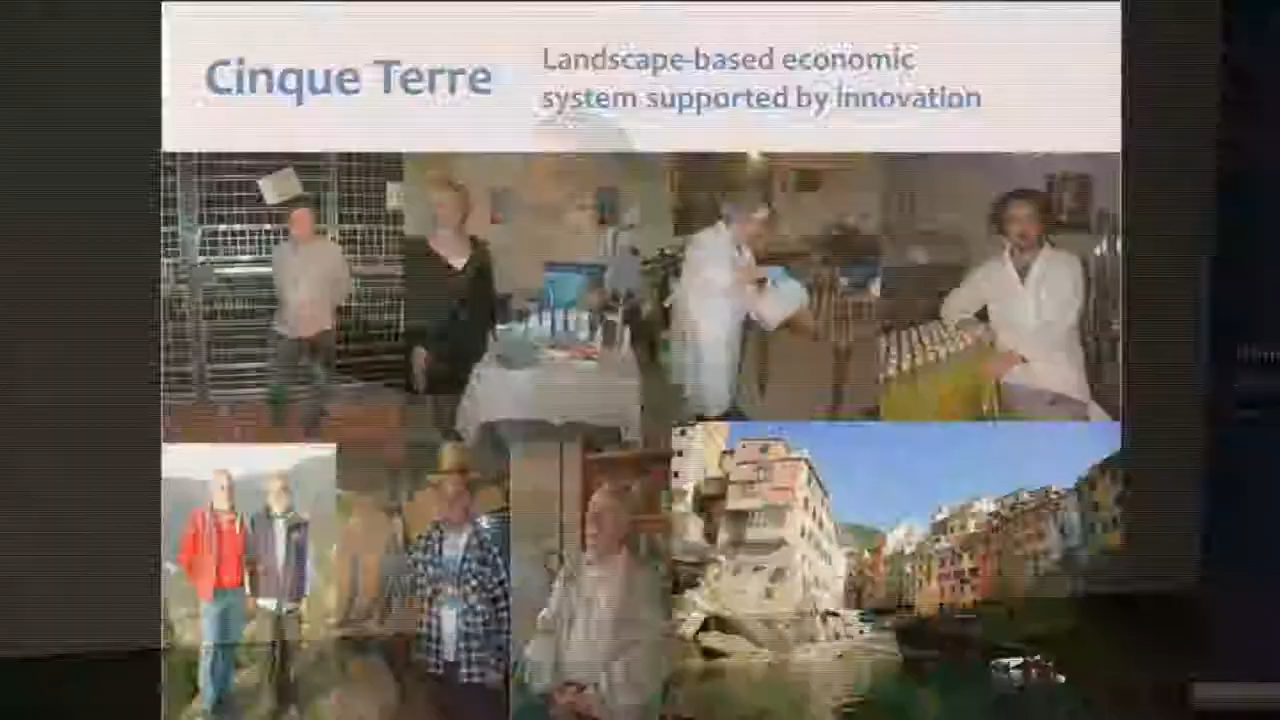 Cinque Terre
Landscape-based economic
system supported by innovation